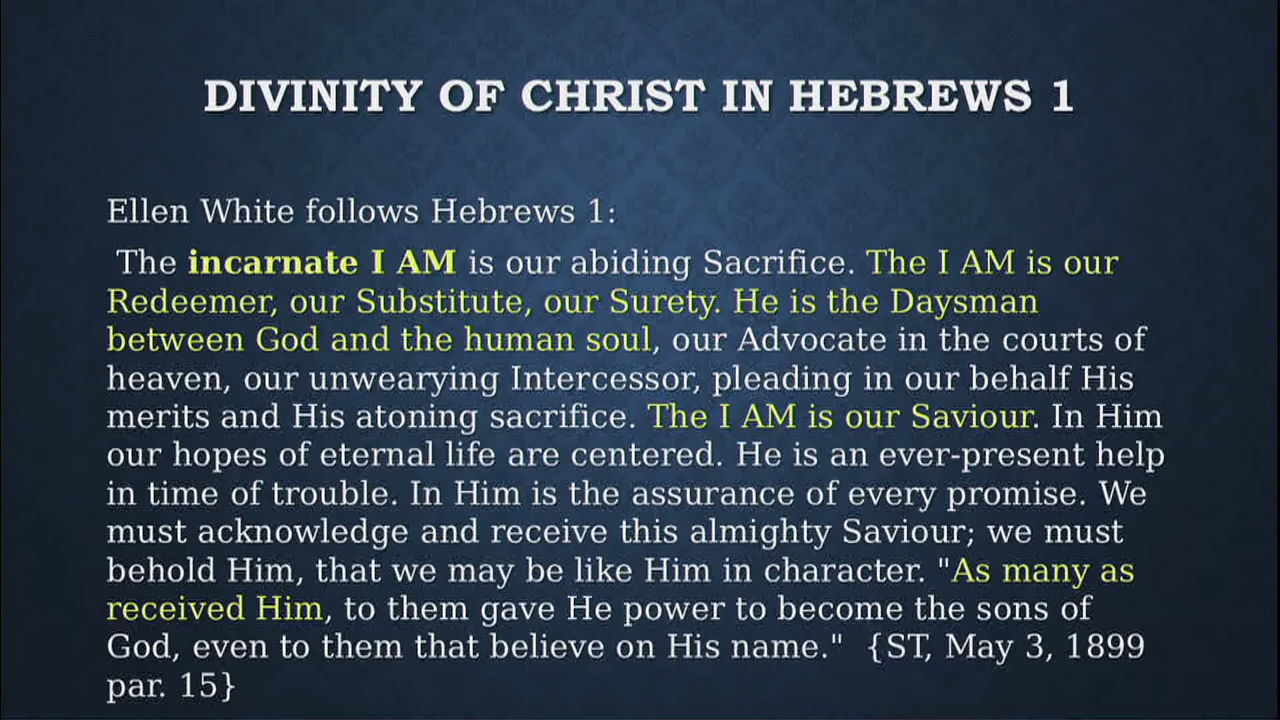 DIVINITY OF CHRIST IN HEBREWS 1
Ellen White follows Hebrews 1:
The incarnate I AM is our abiding Sacrifice. The I AM is our
Redeemer, our Substitute, our Surety. He is the Daysman
between God and the human soul, our Advocate in the courts of
heaven, our unwearying Intercessor, pleading in our behalf His
merits and His atoning sacrifice. The I AM is our Saviour. In Him
our hopes of eternal life are centered. He is an ever-present help
in time of trouble. In Him is the assurance of every promise. We
must acknowledge and receive this almighty Saviour; we must
behold Him, that we may be like Him in character. "As many as
received Him, to them gave He power to become the sons of
God, even to them that believe on His name." {ST, May 3, 1899
par. 15}